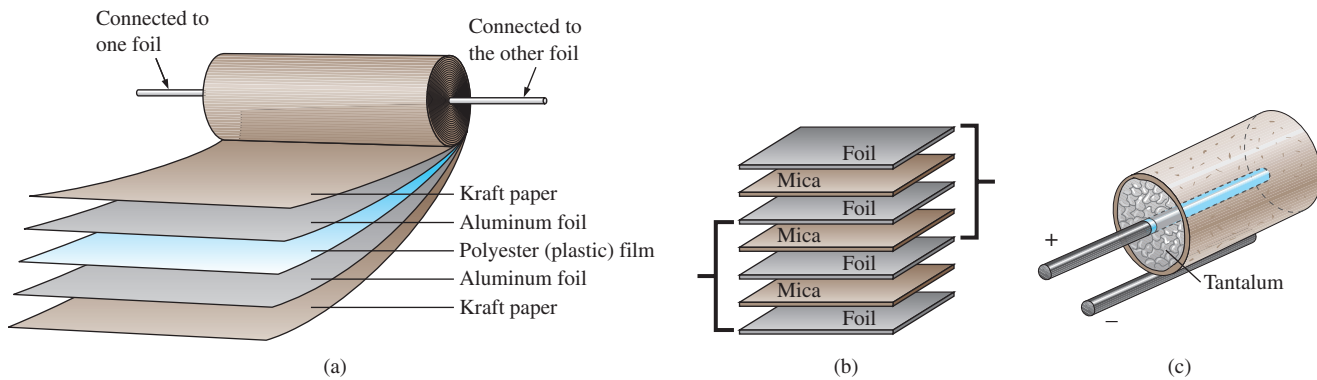 Connected to
one foil
Connected to
the other foil
Kraft paper
Aluminum foil
Polyester (plastic) film
Aluminum foil
Kraft paper
(a)
Foil
Mica
Foil
Mica
Foil
Mica
Foil
(b)
+
–
Tantalum
(c)